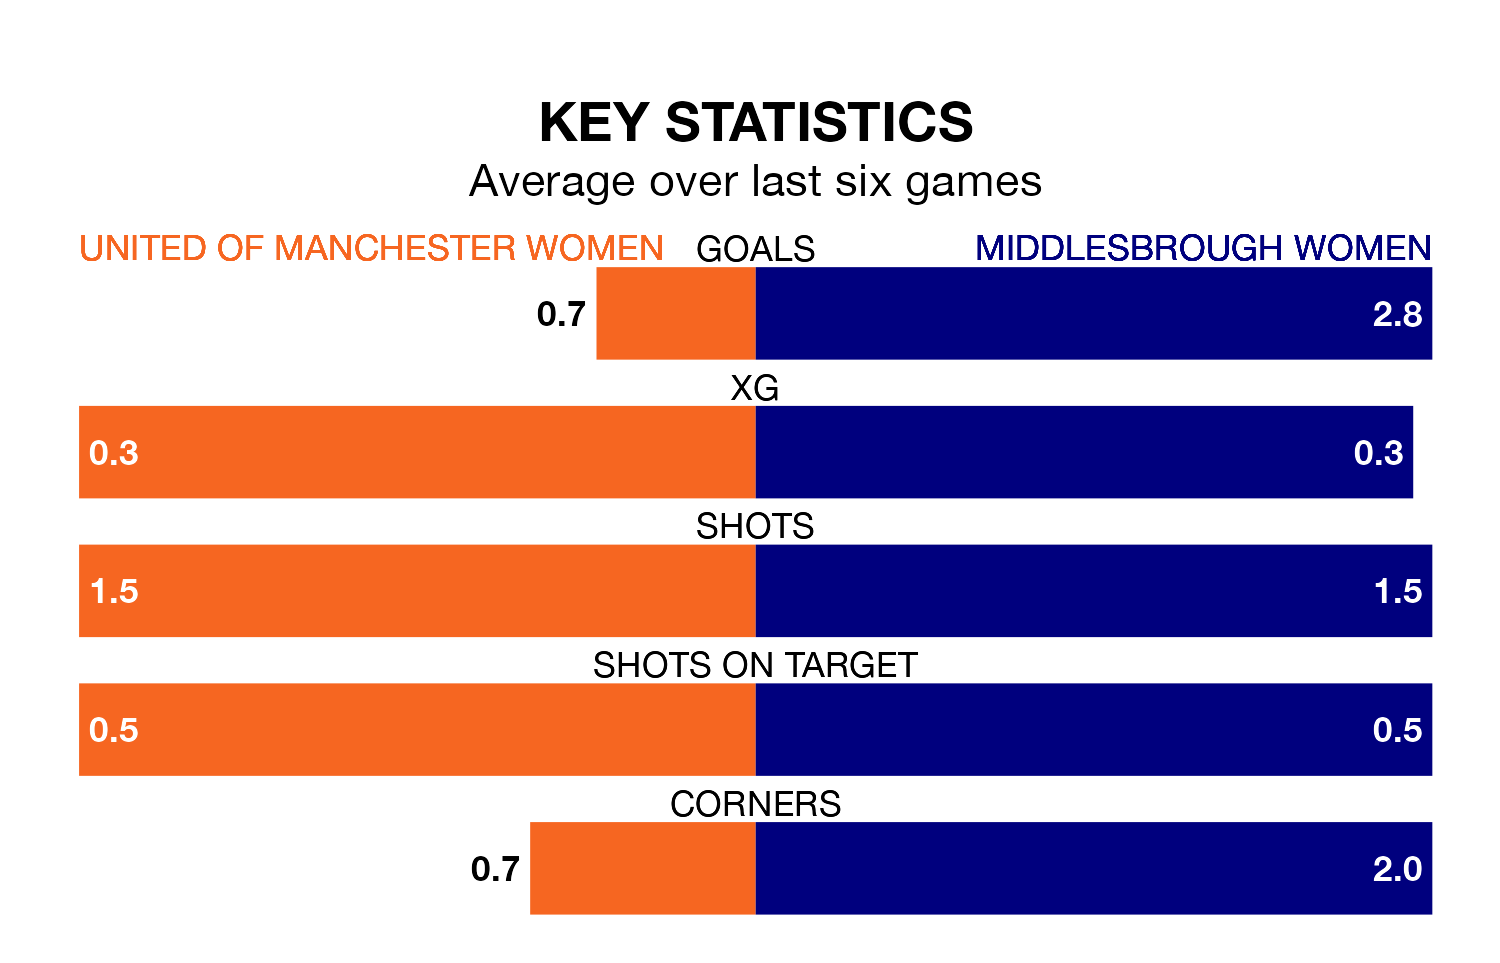 KEY STATISTICS
Average over last six games
UNITED OF MANCHESTER WOMEN GOALS MIDDLESBROUGH WOMEN
0.7 2.8
XG
0.3 0.3
SHOTS
1.5 1.5
SHOTS ON TARGET
0.5 0.5
CORNERS
0.7 2.0